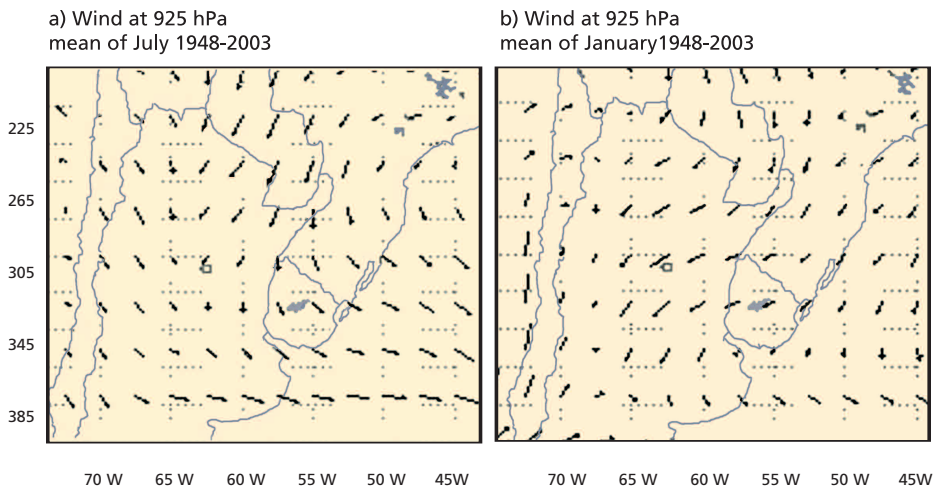 a) Wind at 925 hPa
mean of July 1948-2003
b) Wind at 925 hPa
mean of January1948-2003
225
265
305
345
385
70 W 65 W 60 W 55 W 50 W 45W
70 W 65 W 60 W 55 W 50 W 45W